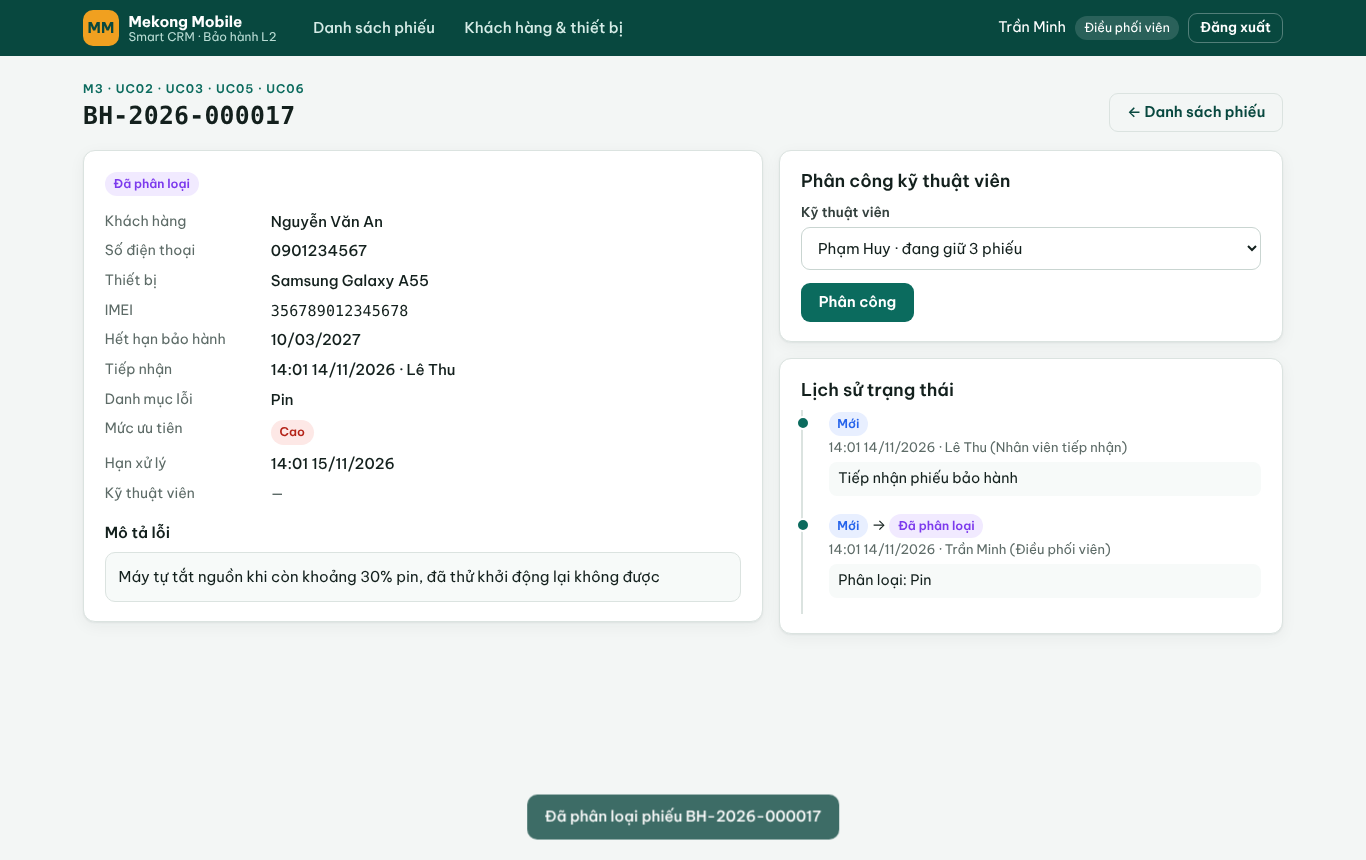 MM
Mekong Mobile
Smart CRM · Bảo hành L2
Danh sách phiếu
Khách hàng & thiết bị
Trần Minh
Điều phối viên
Đăng xuất
M3 · UC02 · UC03 · UC05 · UC06
BH-2026-000017
← Danh sách phiếu
Đã phân loại
Khách hàng Nguyễn Văn An
Số điện thoại 0901234567
Thiết bị Samsung Galaxy A55
IMEI 356789012345678
Hết hạn bảo hành 10/03/2027
Tiếp nhận 14:01 14/11/2026 · Lê Thu
Danh mục lỗi Pin
Mức ưu tiên Cao
Hạn xử lý 14:01 15/11/2026
Kỹ thuật viên —
Mô tả lỗi
Máy tự tắt nguồn khi còn khoảng 30% pin, đã thử khởi động lại không được
Phân công kỹ thuật viên
Kỹ thuật viên
Phạm Huy · đang giữ 3 phiếu
Phân công
Lịch sử trạng thái
Mới
14:01 14/11/2026 · Lê Thu (Nhân viên tiếp nhận)
Tiếp nhận phiếu bảo hành
Mới → Đã phân loại
14:01 14/11/2026 · Trần Minh (Điều phối viên)
Phân loại: Pin
Đã phân loại phiếu BH-2026-000017